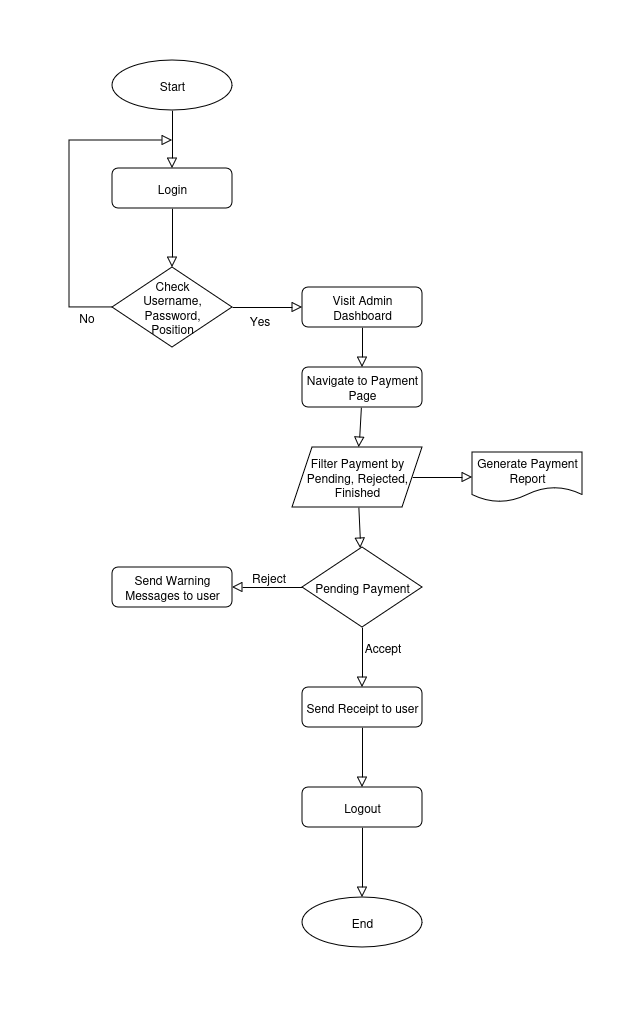 Start
Login
Check
Username,
Password,
Position
No
Yes
Visit Admin
Dashboard
Navigate to Payment
Page
Filter Payment by
Pending, Rejected,
Finished
Generate Payment
Report
Pending Payment
Reject
Send Warning
Messages to user
Accept
Send Receipt to user
Logout
End